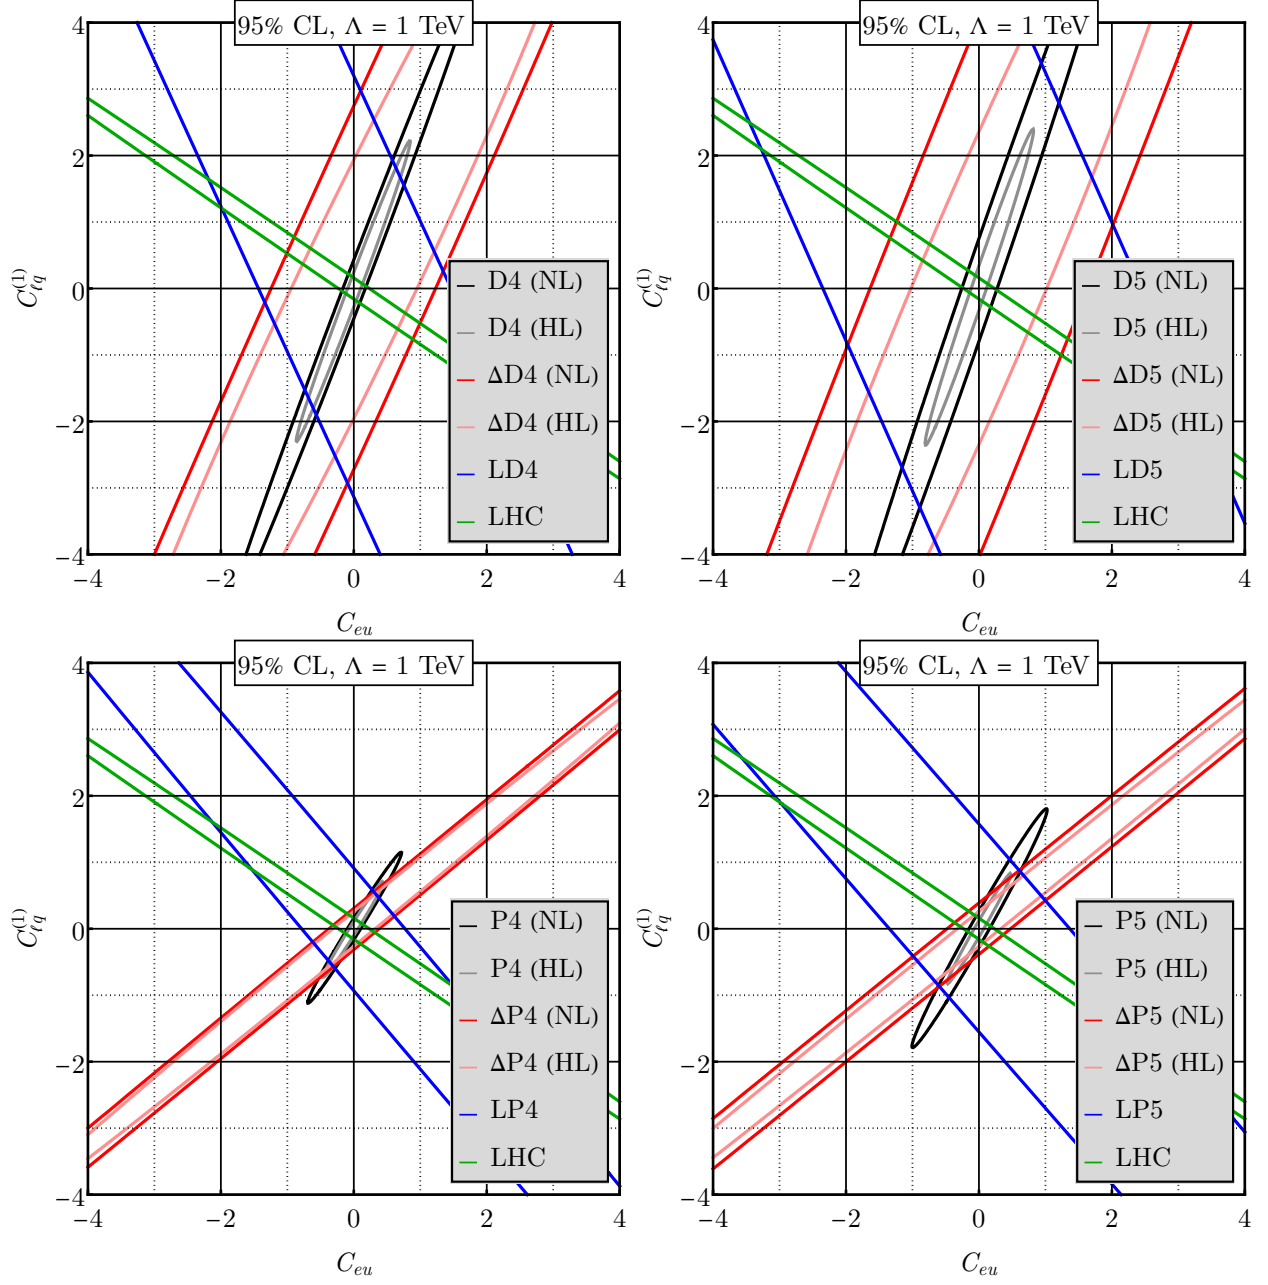 95% CL, Λ = 1 TeV
4
2
0
−2
−4
C_{ℓq}^{(1)}
D4 (NL)
D4 (HL)
ΔD4 (NL)
ΔD4 (HL)
LD4
LHC
−4 −2 0 2 4
C_{eu}
95% CL, Λ = 1 TeV
4
2
0
−2
−4
C_{ℓq}^{(1)}
D5 (NL)
D5 (HL)
ΔD5 (NL)
ΔD5 (HL)
LD5
LHC
−4 −2 0 2 4
C_{eu}
95% CL, Λ = 1 TeV
4
2
0
−2
−4
C_{ℓq}^{(1)}
P4 (NL)
P4 (HL)
ΔP4 (NL)
ΔP4 (HL)
LP4
LHC
−4 −2 0 2 4
C_{eu}
95% CL, Λ = 1 TeV
4
2
0
−2
−4
C_{ℓq}^{(1)}
P5 (NL)
P5 (HL)
ΔP5 (NL)
ΔP5 (HL)
LP5
LHC
−4 −2 0 2 4
C_{eu}